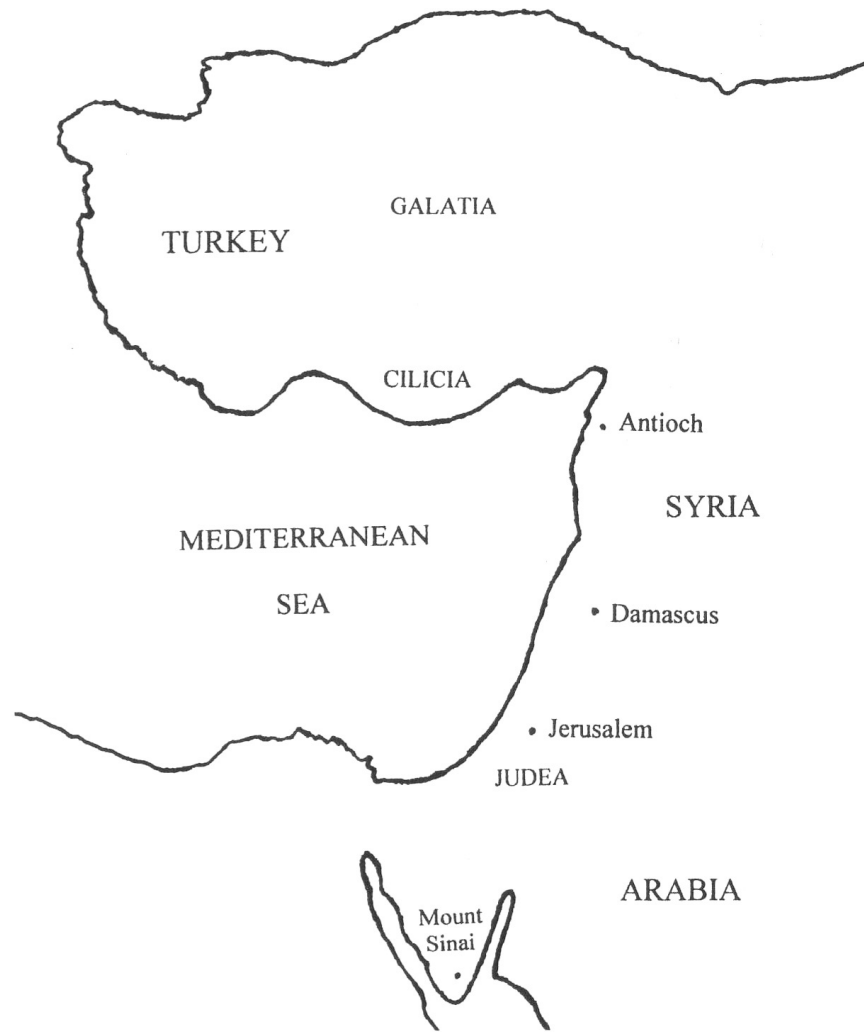 GALATIA
TURKEY
CILICIA
Antioch
SYRIA
MEDITERRANEAN
SEA
Damascus
Jerusalem
JUDEA
ARABIA
Mount
Sinai